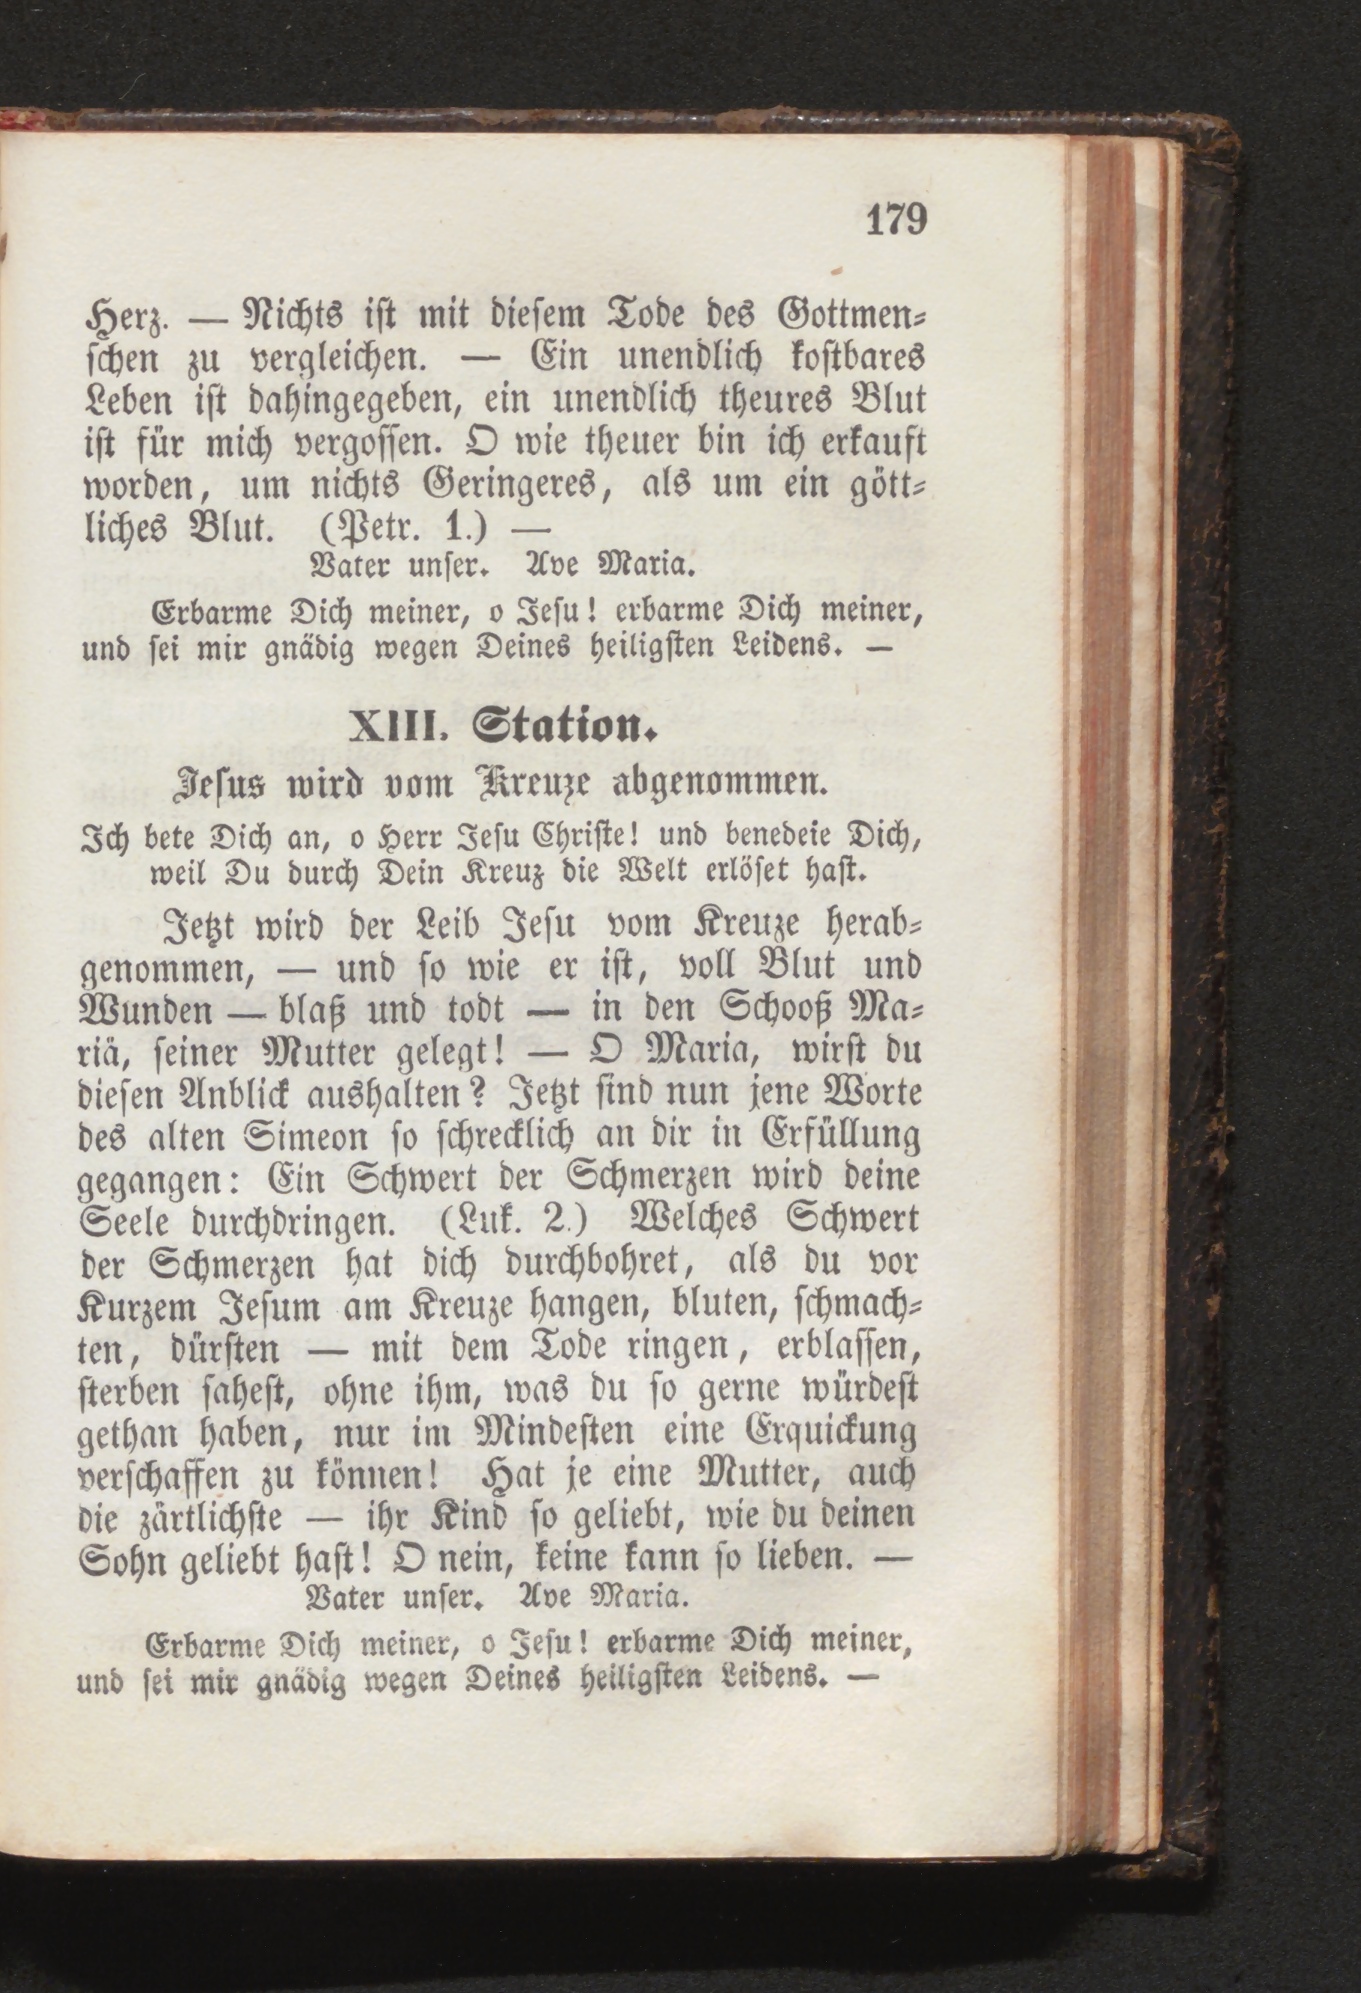 179
Herz. — Nichts ist mit diesem Tode des Gottmen-
schen zu vergleichen. — Ein unendlich kostbares
Leben ist dahingegeben, ein unendlich theures Blut
ist für mich vergossen. O wie theuer bin ich erkauft
worden, um nichts Geringeres, als um ein gött-
liches Blut. (Petr. 1.) —
Vater unser. Ave Maria.
Erbarme Dich meiner, o Jesu! erbarme Dich meiner,
und sei mir gnädig wegen Deines heiligsten Leidens. —
XIII. Station.
Jesus wird vom Kreuze abgenommen.
Ich bete Dich an, o Herr Jesu Christe! und benedeie Dich,
weil Du durch Dein Kreuz die Welt erlöset hast.
Jetzt wird der Leib Jesu vom Kreuze herab-
genommen, — und so wie er ist, voll Blut und
Wunden — blaß und todt — in den Schooß Ma-
riä, seiner Mutter gelegt! — O Maria, wirst du
diesen Anblick aushalten? Jetzt sind nun jene Worte
des alten Simeon so schrecklich an dir in Erfüllung
gegangen: Ein Schwert der Schmerzen wird deine
Seele durchdringen. (Luk. 2.) Welches Schwert
der Schmerzen hat dich durchbohret, als du vor
Kurzem Jesum am Kreuze hangen, bluten, schmach-
ten, dürsten — mit dem Tode ringen, erblassen,
sterben sahest, ohne ihm, was du so gerne würdest
gethan haben, nur im Mindesten eine Erquickung
verschaffen zu können! Hat je eine Mutter, auch
die zärtlichste — ihr Kind so geliebt, wie du deinen
Sohn geliebt hast! O nein, keine kann so lieben. —
Vater unser. Ave Maria.
Erbarme Dich meiner, o Jesu! erbarme Dich meiner,
und sei mir gnädig wegen Deines heiligsten Leidens. —